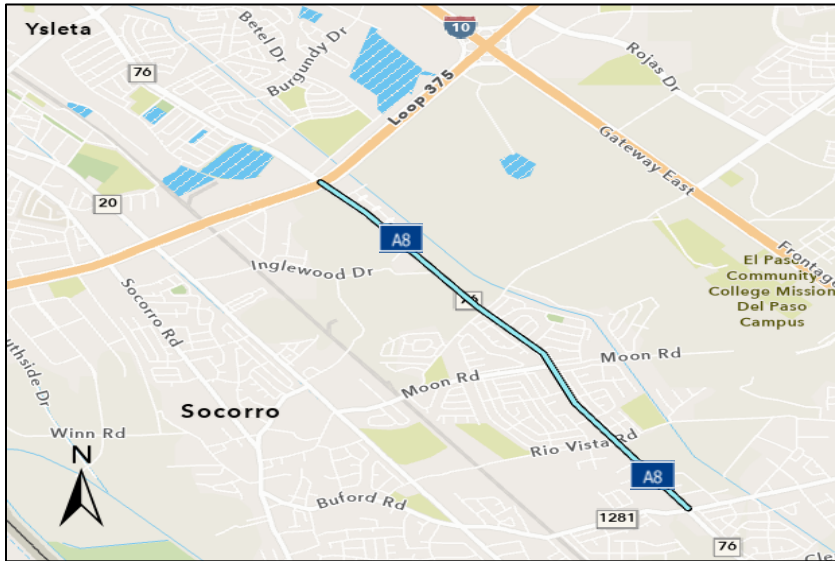 Ysleta
Betel Dr
Burgundy Dr
10
Rojas Dr
76
Loop 375
Gateway East
20
A8
Inglewood Dr
Socorro Rd
El Paso
Community
College Mission
Del Paso
Campus
Frontage
Moon Rd
Moon Rd
Socorro
Winn Rd
N
Rio Vista Rd
A8
Buford Rd
1281
76